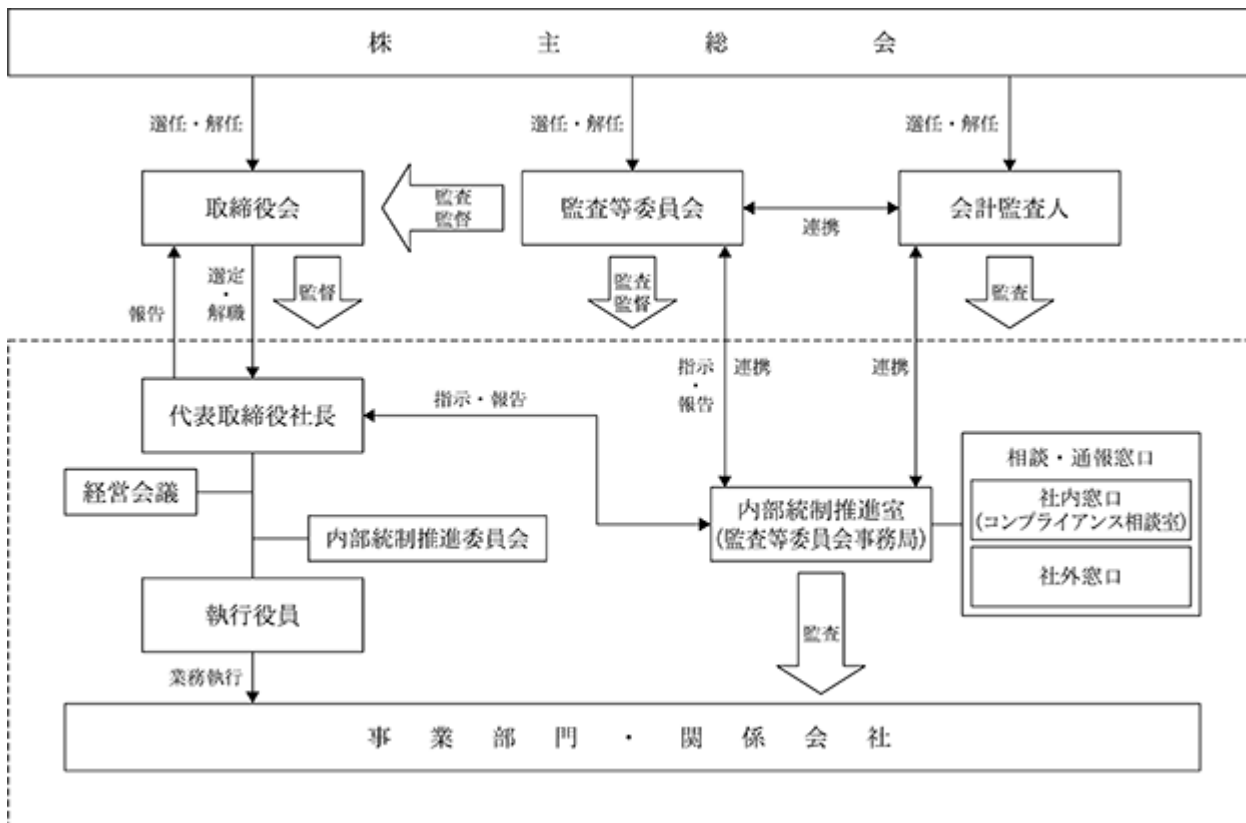 株主総会
選任・解任
選任・解任
選任・解任
取締役会
監査
監督
監査等委員会
連携
会計監査人
報告
選定
・
解職
監督
監査
監督
監査
指示
・
報告
連携
連携
代表取締役社長
指示・報告
経営会議
内部統制推進委員会
内部統制推進室
(監査等委員会事務局)
相談・通報窓口
社内窓口
(コンプライアンス相談室)
社外窓口
執行役員
監査
業務執行
事業部門・関係会社